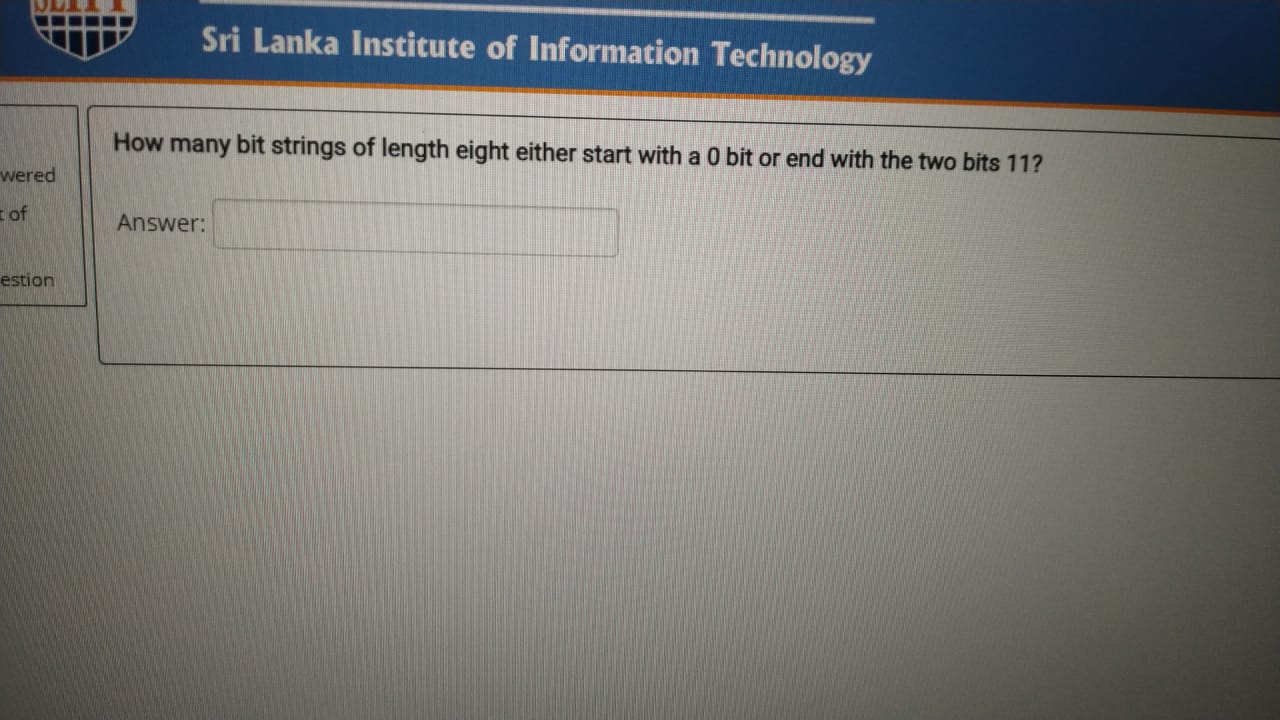 SLIIT
Sri Lanka Institute of Information Technology
How many bit strings of length eight either start with a 0 bit or end with the two bits 11?
wered
t of
Answer:
estion